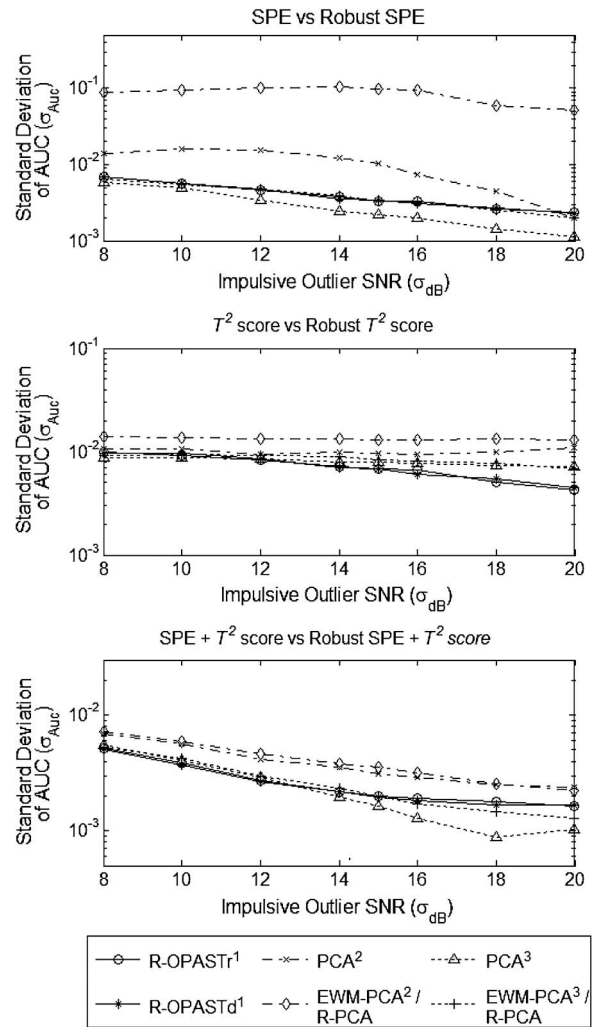 SPE vs Robust SPE
Standard Deviation
of AUC (σAuc)
10⁻¹
10⁻²
10⁻³
8 10 12 14 16 18 20
Impulsive Outlier SNR (σdB)
T² score vs Robust T² score
Standard Deviation
of AUC (σAuc)
10⁻¹
10⁻²
10⁻³
8 10 12 14 16 18 20
Impulsive Outlier SNR (σdB)
SPE + T² score vs Robust SPE + T² score
Standard Deviation
of AUC (σAuc)
10⁻²
10⁻³
8 10 12 14 16 18 20
Impulsive Outlier SNR (σdB)
R-OPASTr¹ PCA² PCA³
R-OPASTd¹ EWM-PCA² / R-PCA EWM-PCA³ / R-PCA